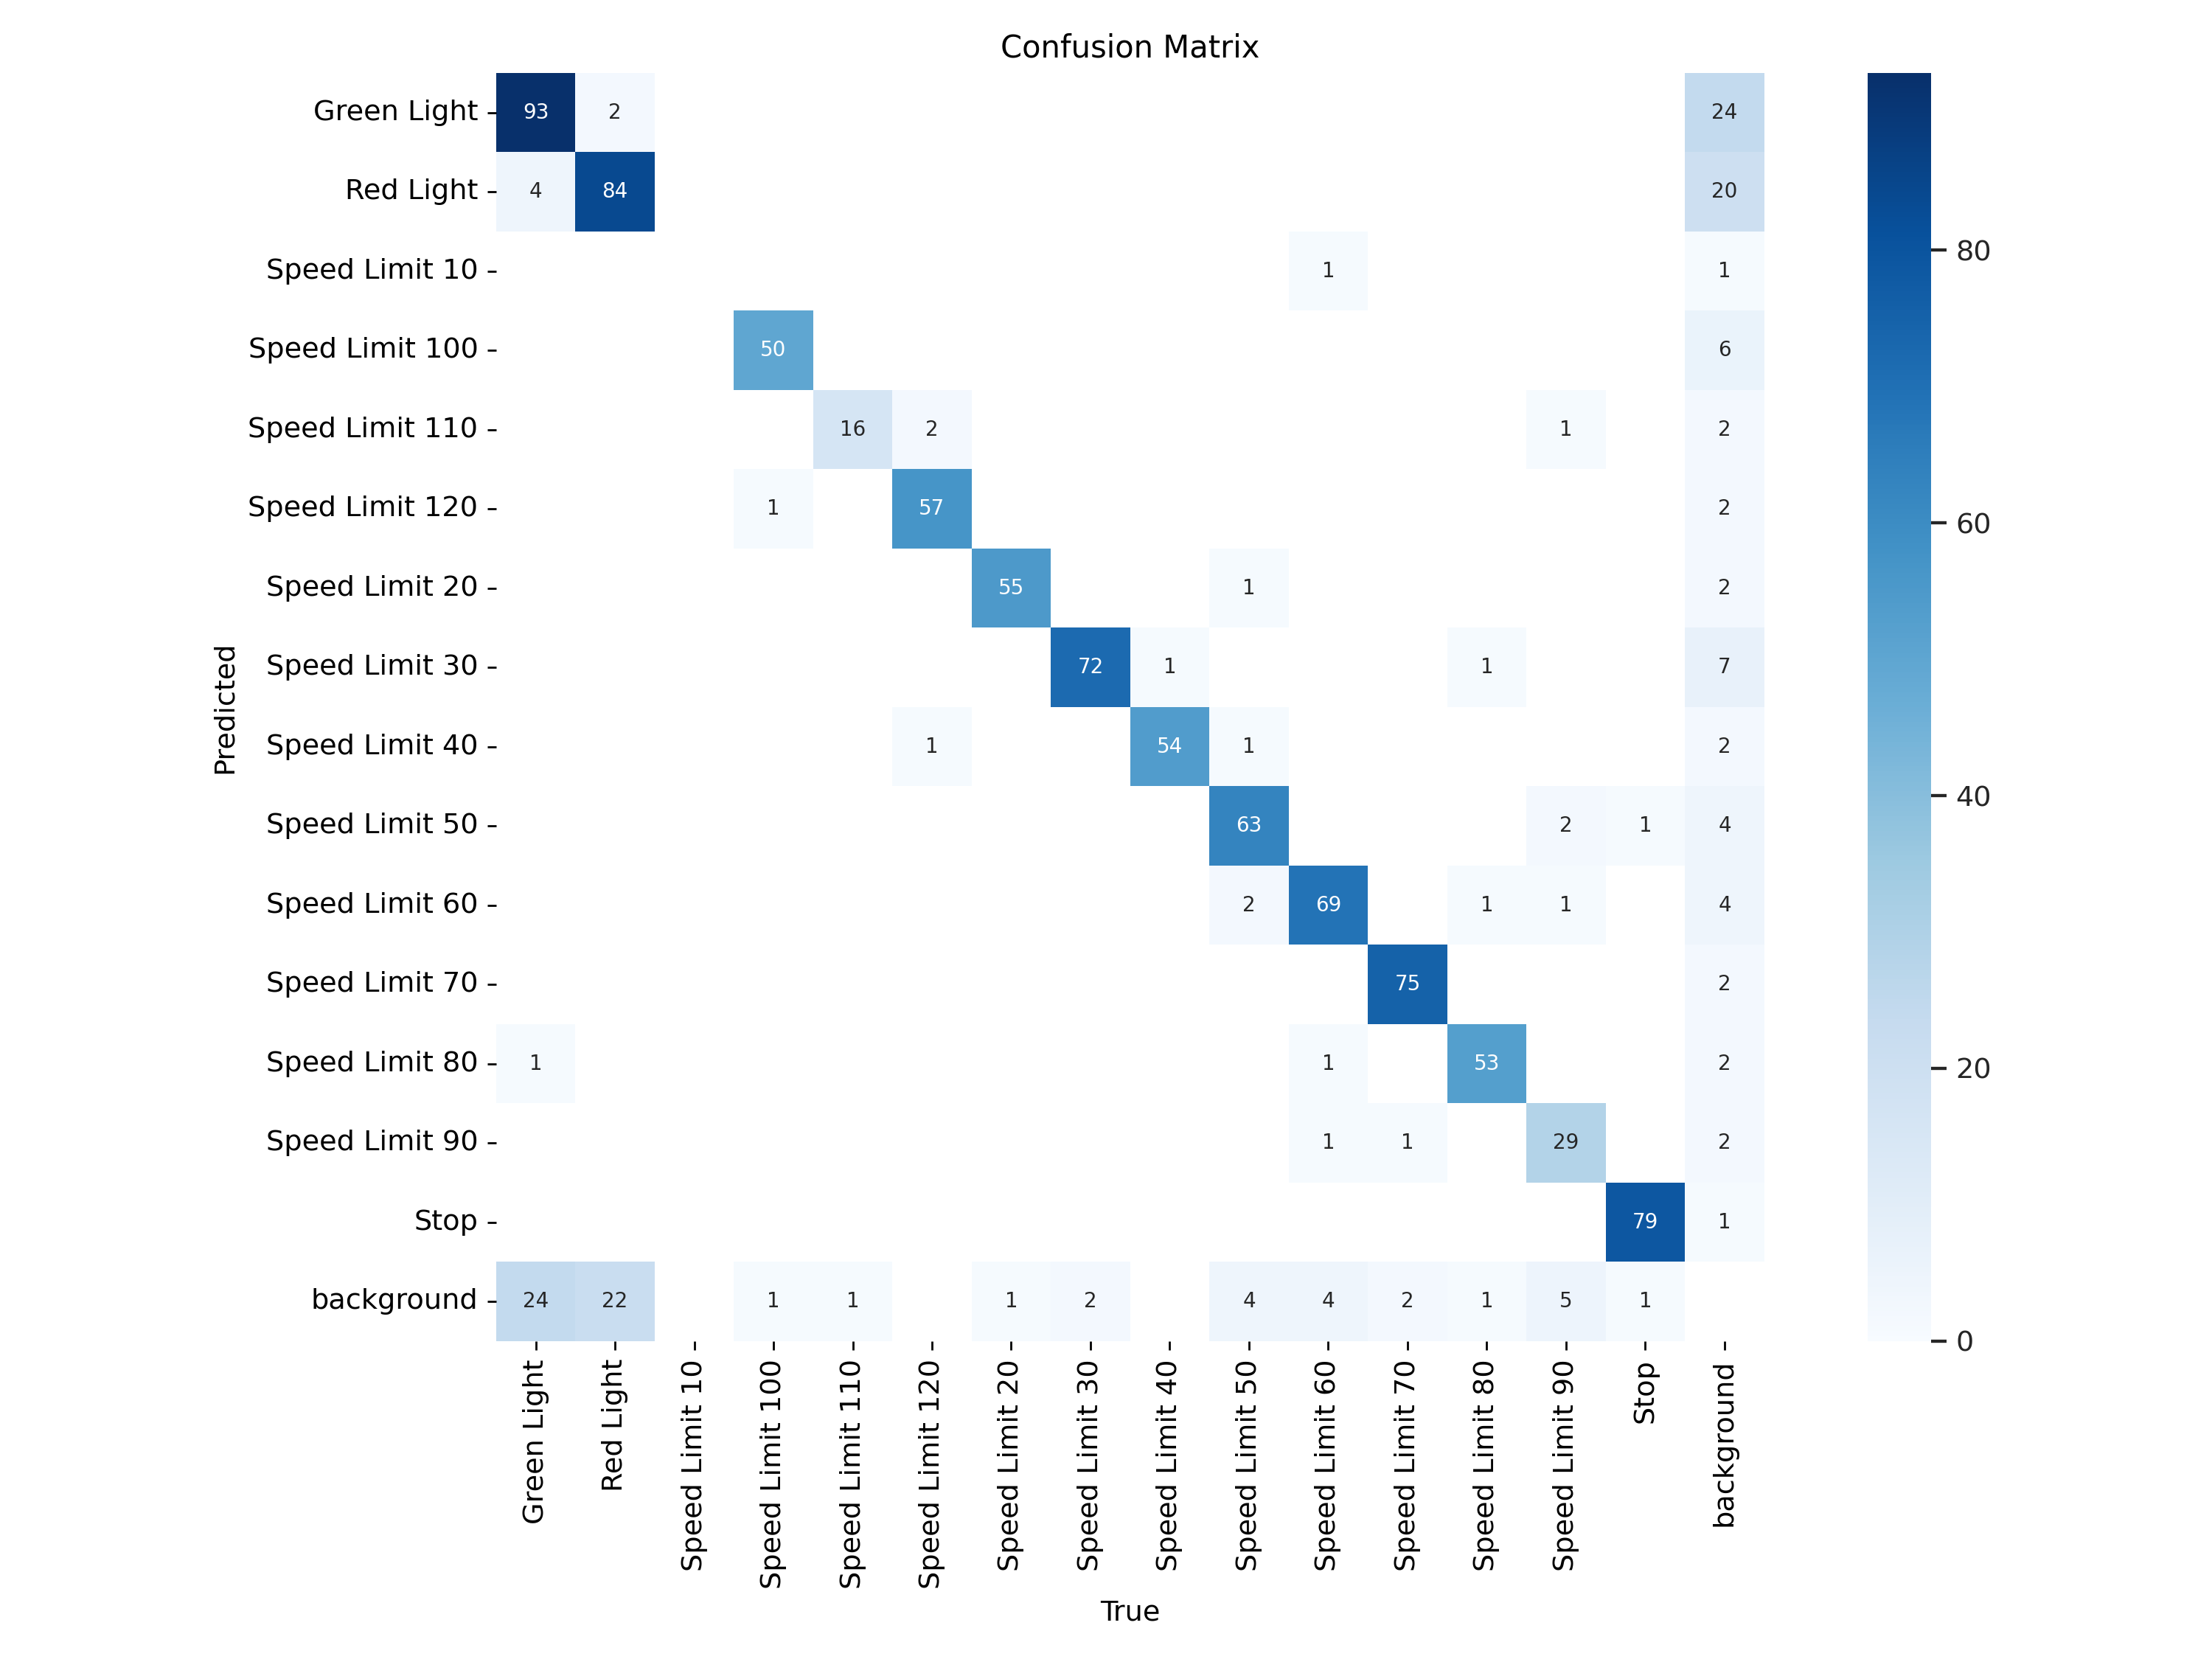 Confusion Matrix
Green Light 93 2 24
Red Light 4 84 20
Speed Limit 10 1 1
Speed Limit 100 50 6
Speed Limit 110 16 2 1 2
Speed Limit 120 1 57 2
Speed Limit 20 55 1 2
Speed Limit 30 72 1 1 7
Speed Limit 40 1 54 1 2
Speed Limit 50 63 2 1 4
Speed Limit 60 2 69 1 1 4
Speed Limit 70 75 2
Speed Limit 80 1 1 53 2
Speed Limit 90 1 1 29 2
Stop 79 1
background 24 22 1 1 1 2 4 4 2 1 5 1
Predicted
Green Light
Red Light
Speed Limit 10
Speed Limit 100
Speed Limit 110
Speed Limit 120
Speed Limit 20
Speed Limit 30
Speed Limit 40
Speed Limit 50
Speed Limit 60
Speed Limit 70
Speed Limit 80
Speed Limit 90
Stop
background
True
80
60
40
20
0